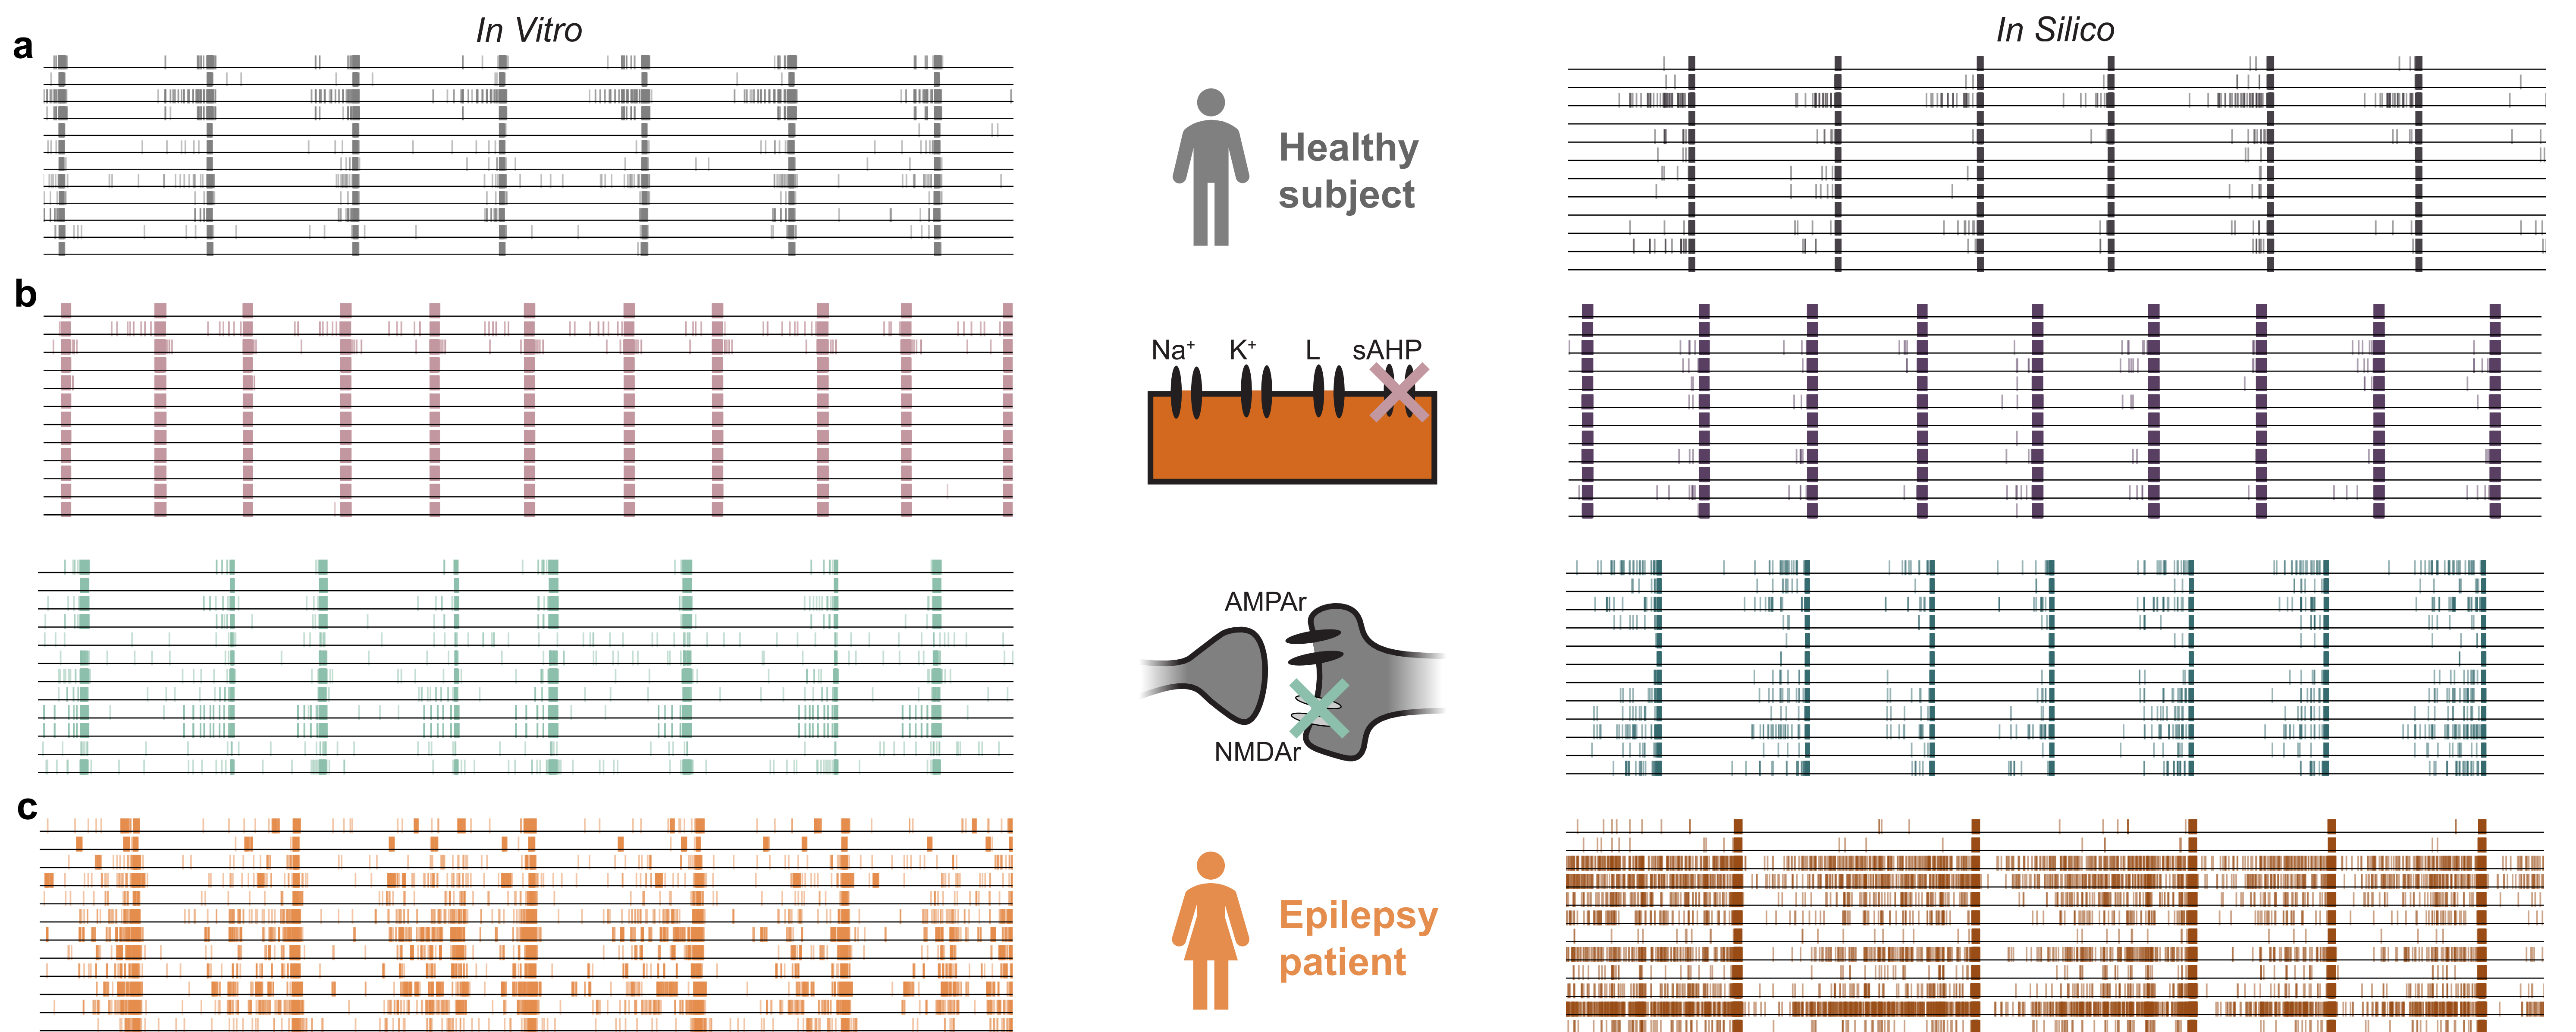 In Vitro
In Silico
a
Healthy
subject
b
Na+ K+ L sAHP
AMPAr
NMDAr
c
Epilepsy
patient